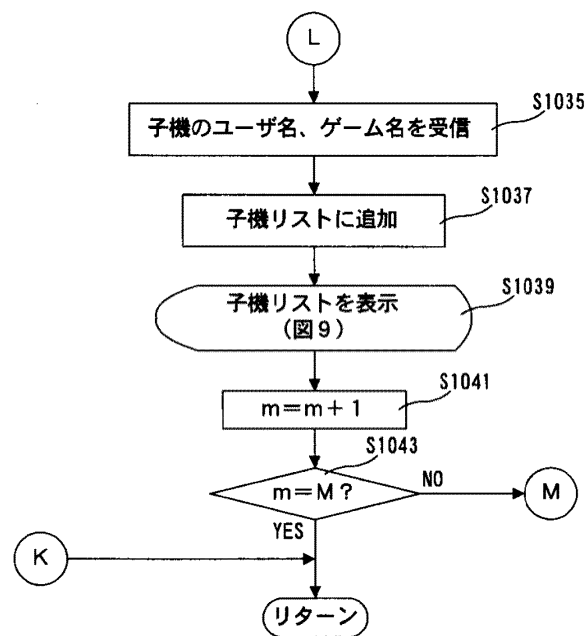 L
S1035
子機のユーザ名、ゲーム名を受信
S1037
子機リストに追加
S1039
子機リストを表示
(図9)
S1041
m=m+1
S1043
m=M?
NO
M
YES
K
リターン